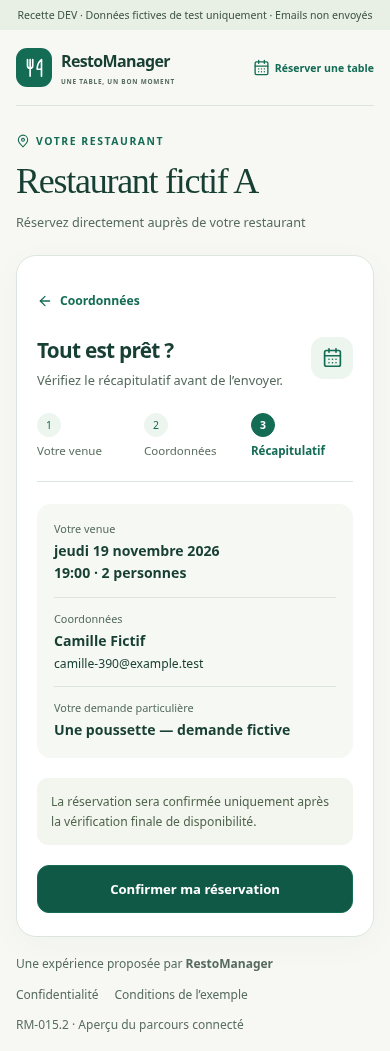 Recette DEV · Données fictives de test uniquement · Emails non envoyés
RestoManager
UNE TABLE, UN BON MOMENT
Réserver une table
VOTRE RESTAURANT
Restaurant fictif A
Réservez directement auprès de votre restaurant
Coordonnées
Tout est prêt ?
Vérifiez le récapitulatif avant de l’envoyer.
1
Votre venue
2
Coordonnées
3
Récapitulatif
Votre venue
jeudi 19 novembre 2026
19:00 · 2 personnes
Coordonnées
Camille Fictif
camille-390@example.test
Votre demande particulière
Une poussette — demande fictive
La réservation sera confirmée uniquement après
la vérification finale de disponibilité.
Confirmer ma réservation
Une expérience proposée par RestoManager
Confidentialité Conditions de l’exemple
RM-015.2 · Aperçu du parcours connecté